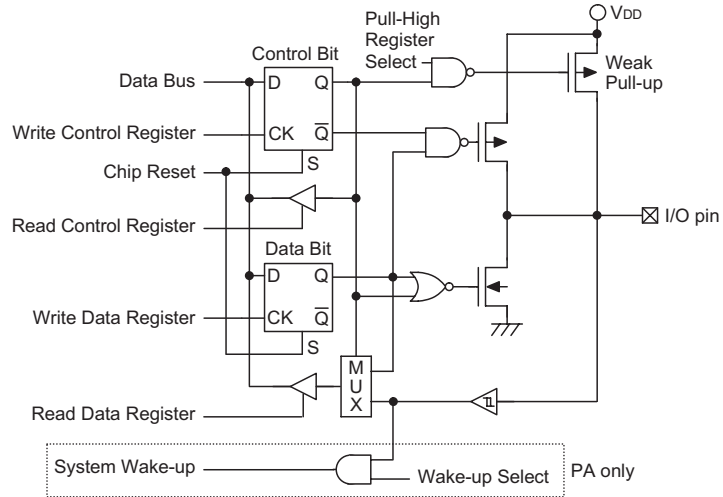 VDD
Pull-High
Register
Select
Control Bit
Weak
Pull-up
Data Bus
D
Q
Write Control Register
CK
Q
Chip Reset
S
Read Control Register
I/O pin
Data Bit
D
Q
Write Data Register
CK
Q
S
M
U
X
Read Data Register
System Wake-up
Wake-up Select
PA only